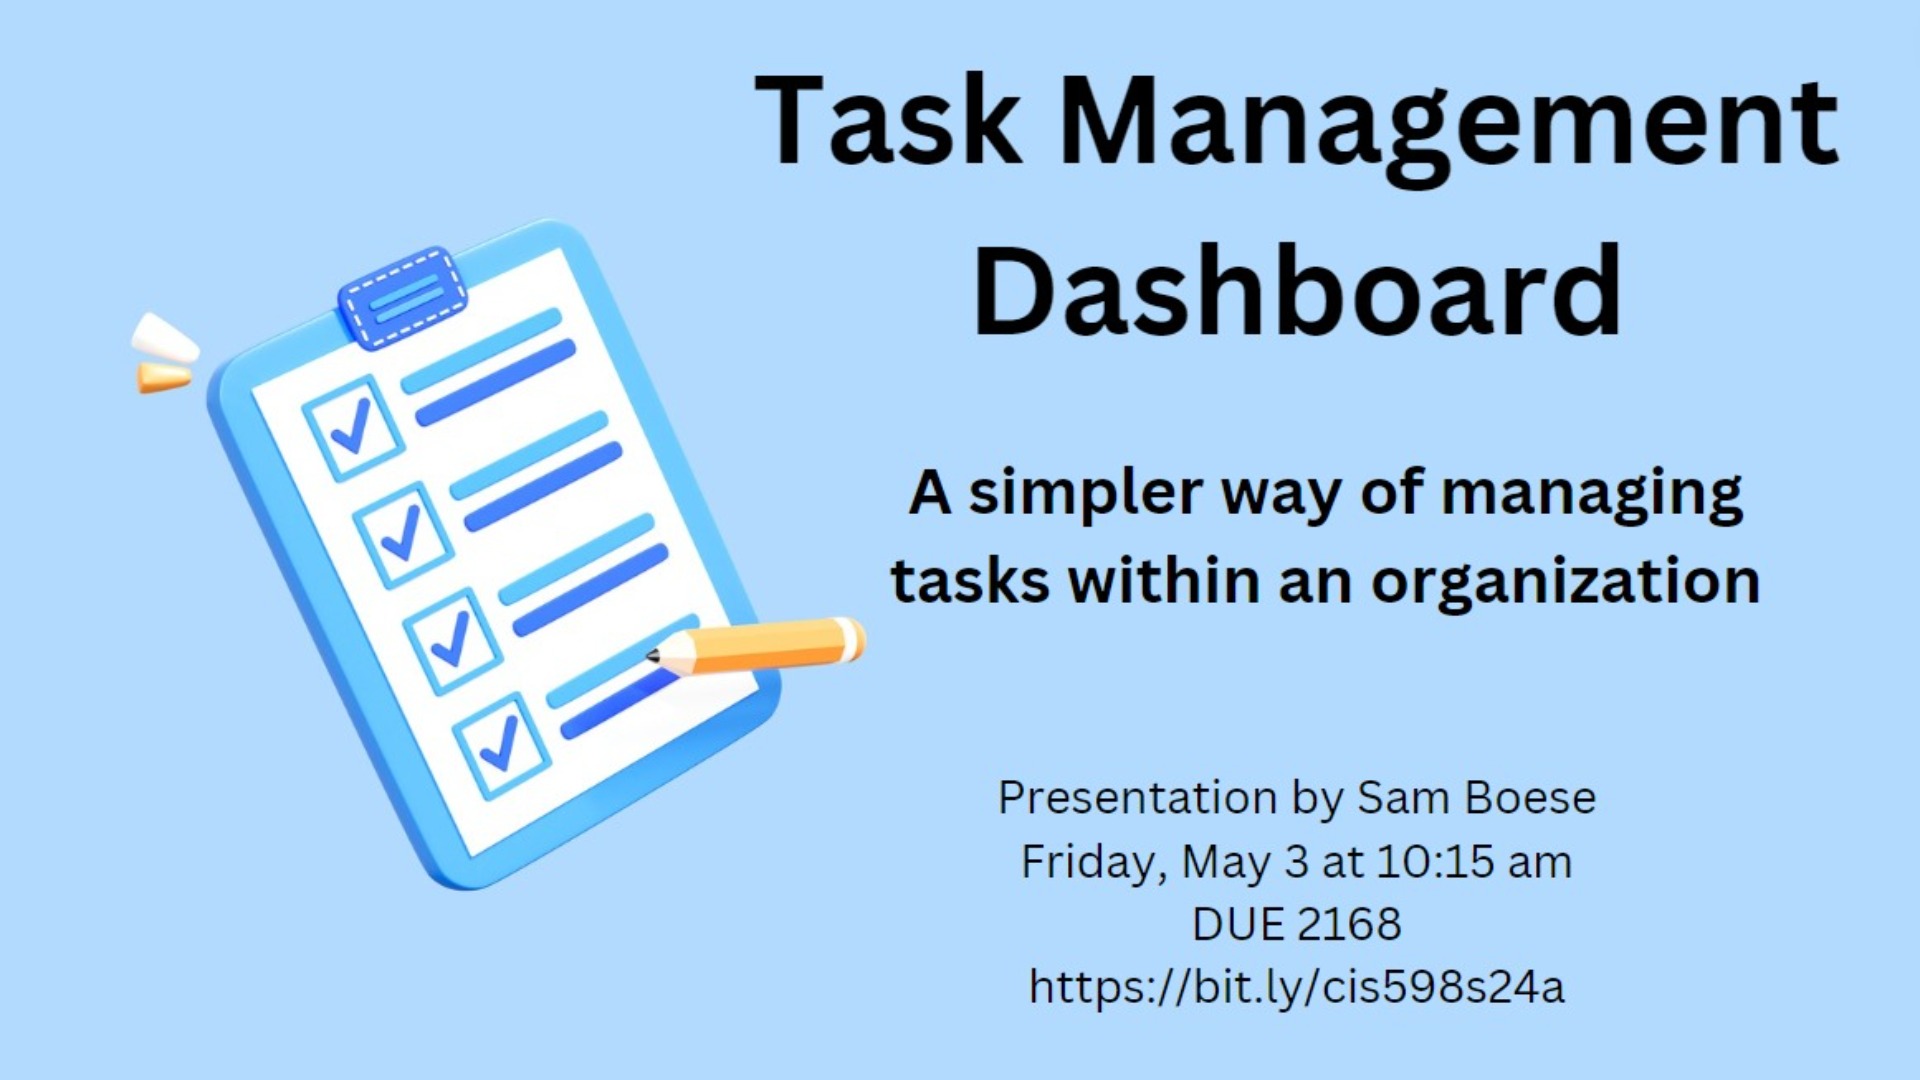 Task Management
Dashboard
A simpler way of managing
tasks within an organization
Presentation by Sam Boese
Friday, May 3 at 10:15 am
DUE 2168
https://bit.ly/cis598s24a